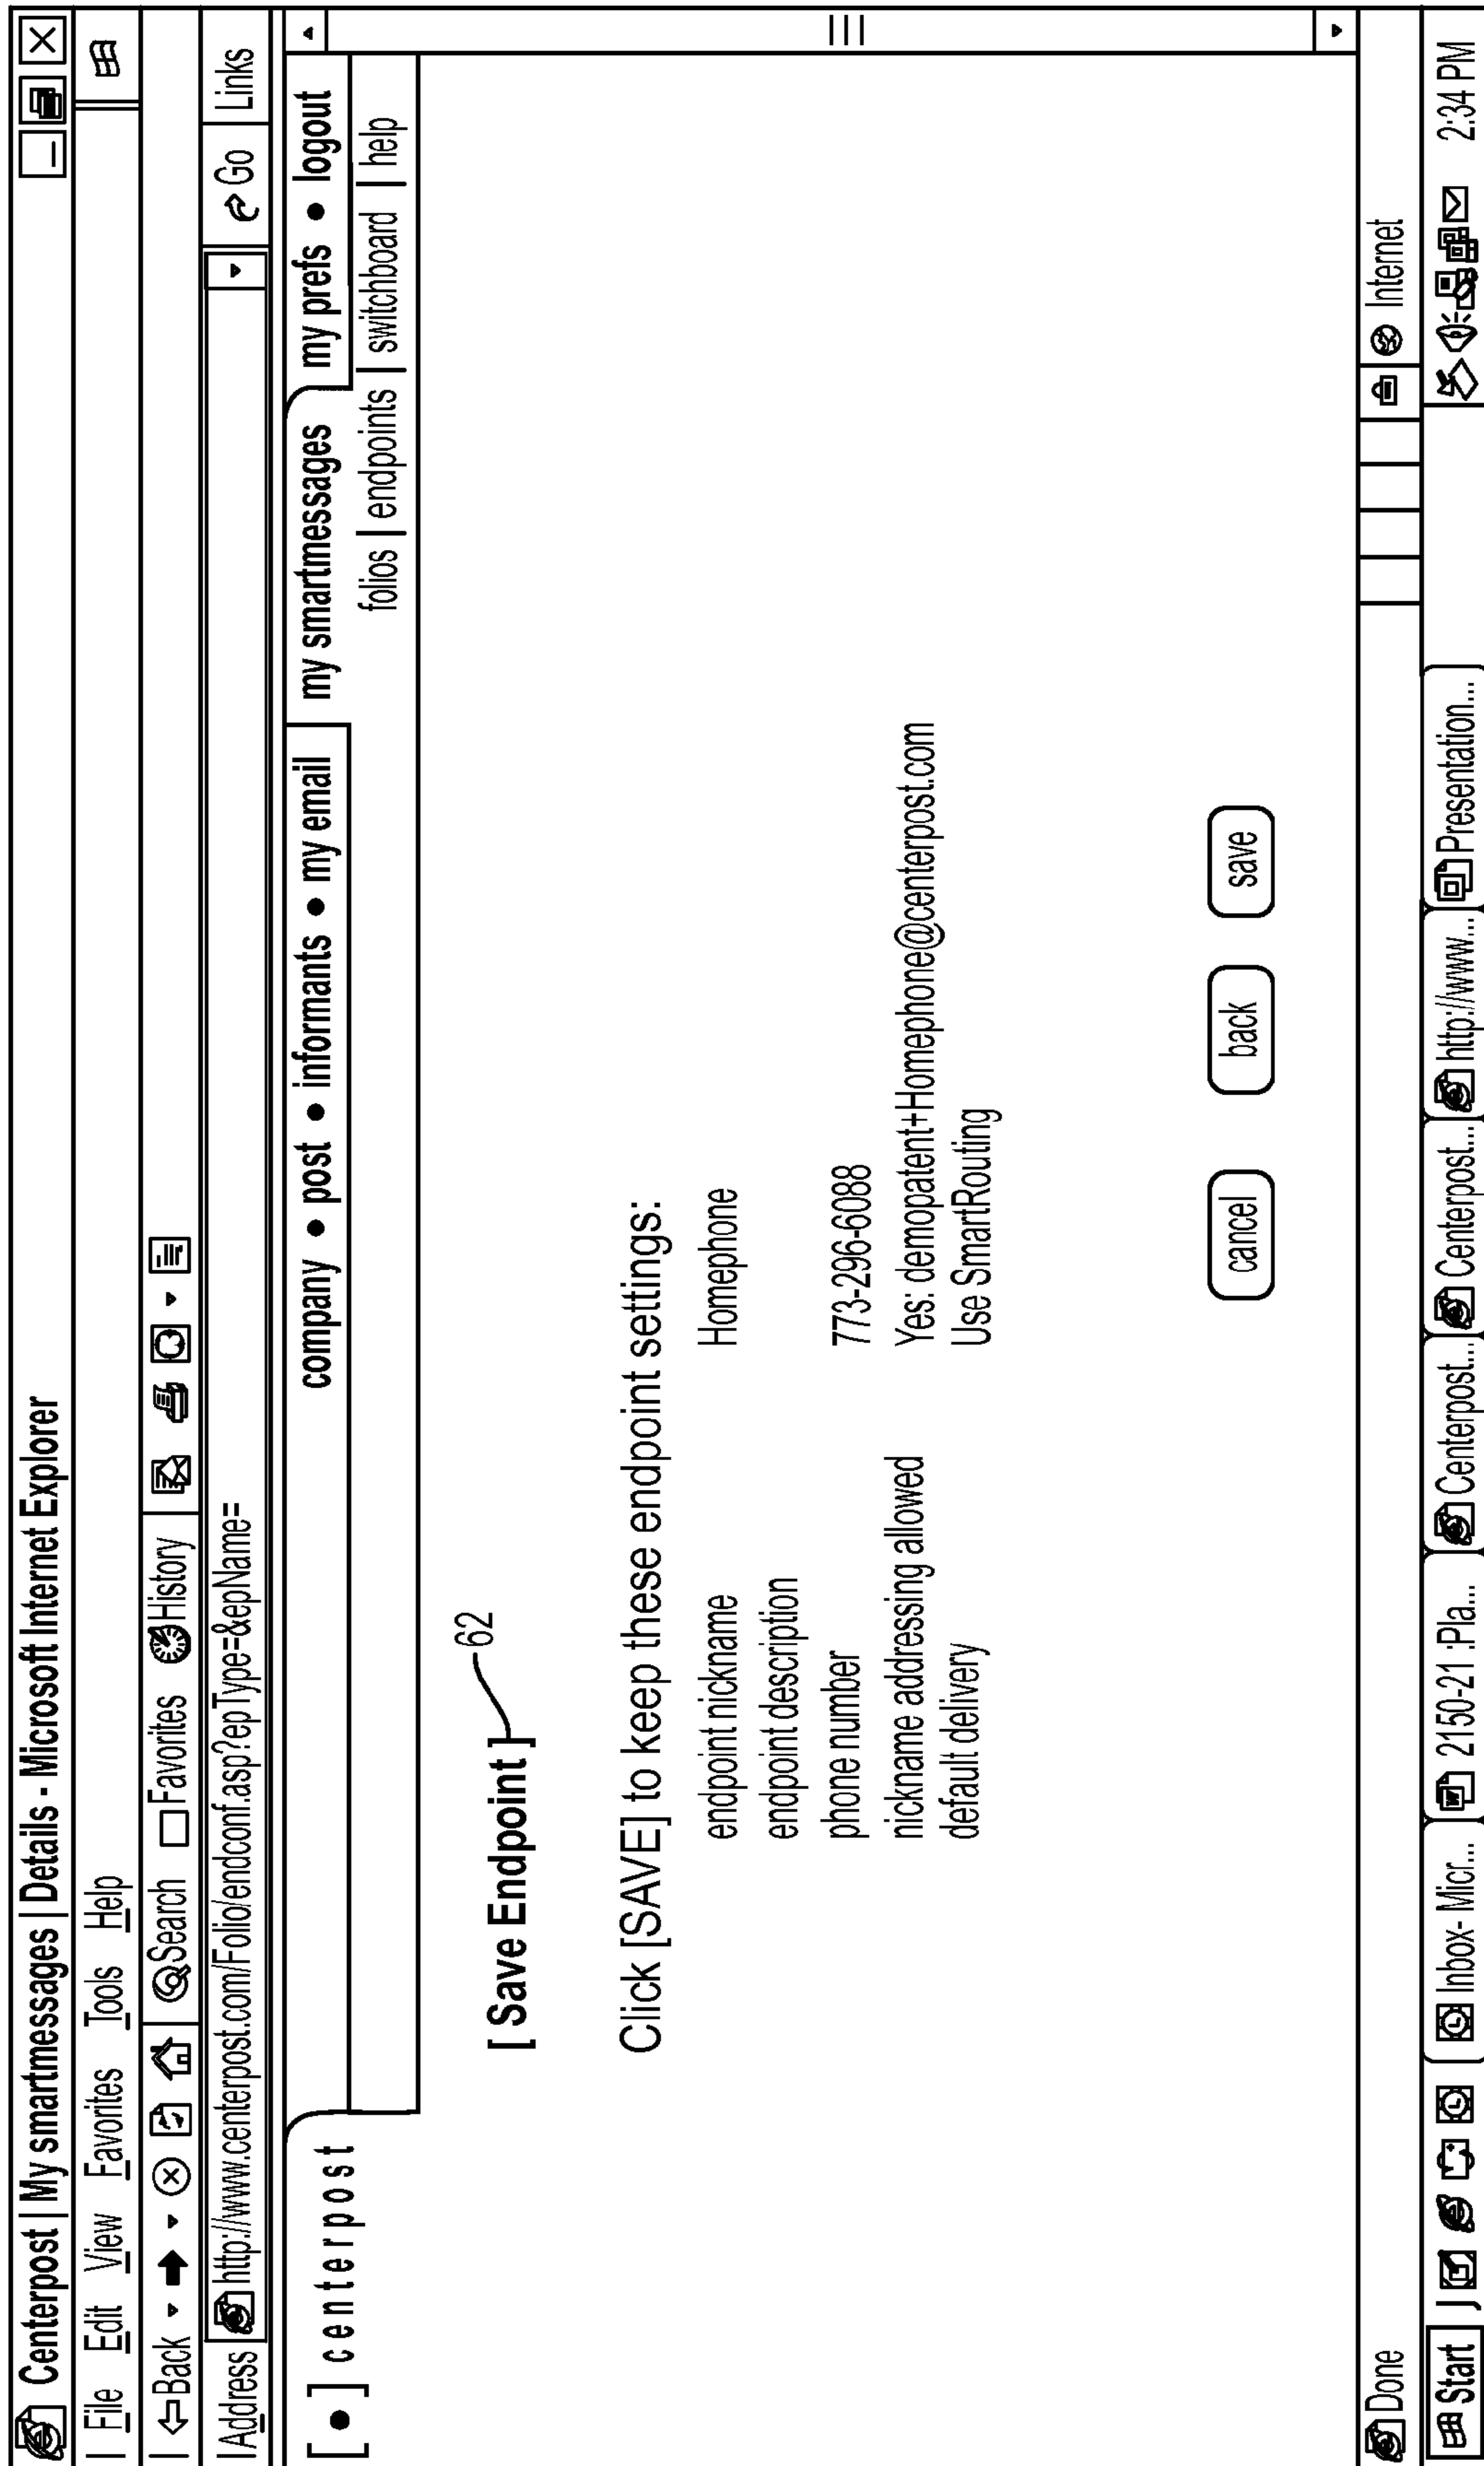 Centerpost | My smartmessages | Details - Microsoft Internet Explorer
File Edit View Favorites Tools Help
Back Search Favorites History
Address http://www.centerpost.com/Folio/endconf.asp?epType=&epName= Go Links
[ • ] centerpost
company • post • informants • my email my smartmessages my prefs • logout
folios | endpoints | switchboard | help
[ Save Endpoint ] 62
Click [SAVE] to keep these endpoint settings:
endpoint nickname Homephone
endpoint description
phone number 773-296-6088
nickname addressing allowed Yes: demopatent+Homephone@centerpost.com
default delivery Use SmartRouting
cancel back save
Done Internet
Start Inbox- Micr... 2150-21 :Pla... Centerpost... Centerpost... http://www... Presentation... 2:34 PM